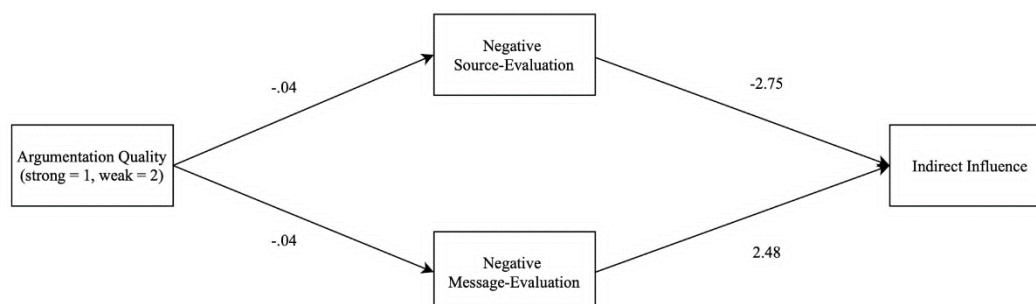 Negative
Source-Evaluation
-.04
-2.75
Argumentation Quality
(strong = 1, weak = 2)
Indirect Influence
-.04
2.48
Negative
Message-Evaluation